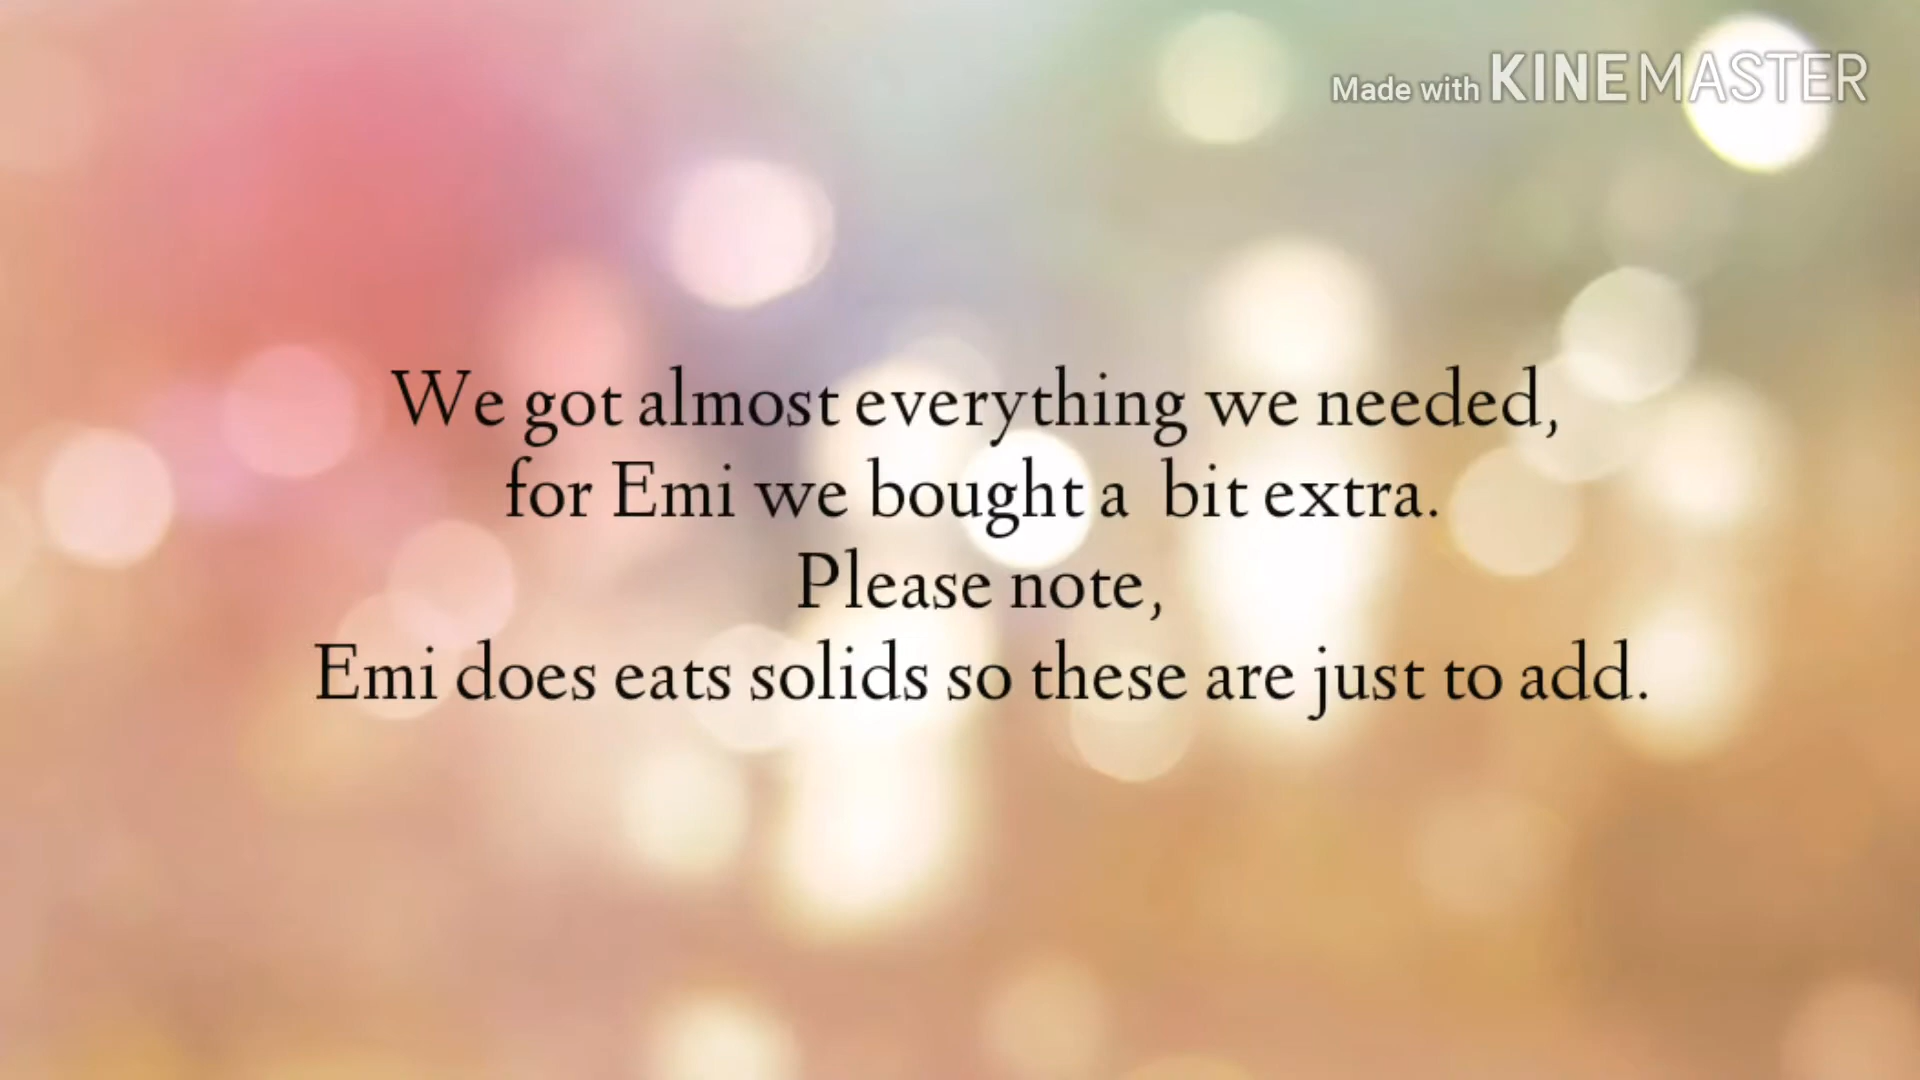 Made with KINEMASTER
We got almost everything we needed,
for Emi we bought a  bit extra.
Please note,
Emi does eats solids so these are just to add.